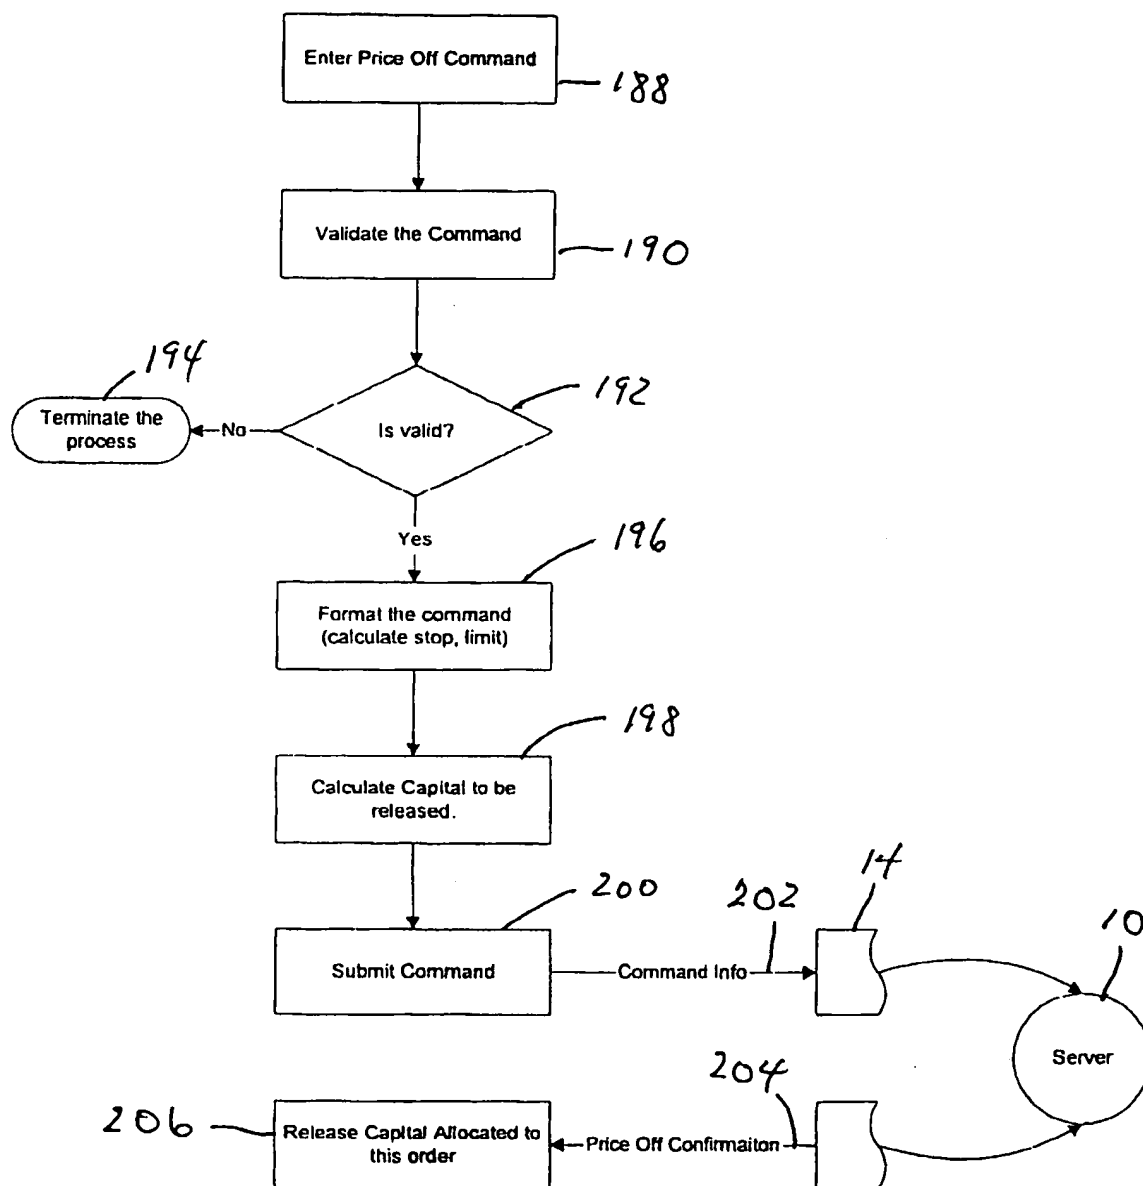 Enter Price Off Command
188
Validate the Command
190
194
192
Terminate the
process
No
Is valid?
Yes
196
Format the command
(calculate stop, limit)
198
Calculate Capital to be
released.
200
202
14
10
Submit Command
Command Info
Server
204
206
Release Capital Allocated to
this order
Price Off Confirmaiton